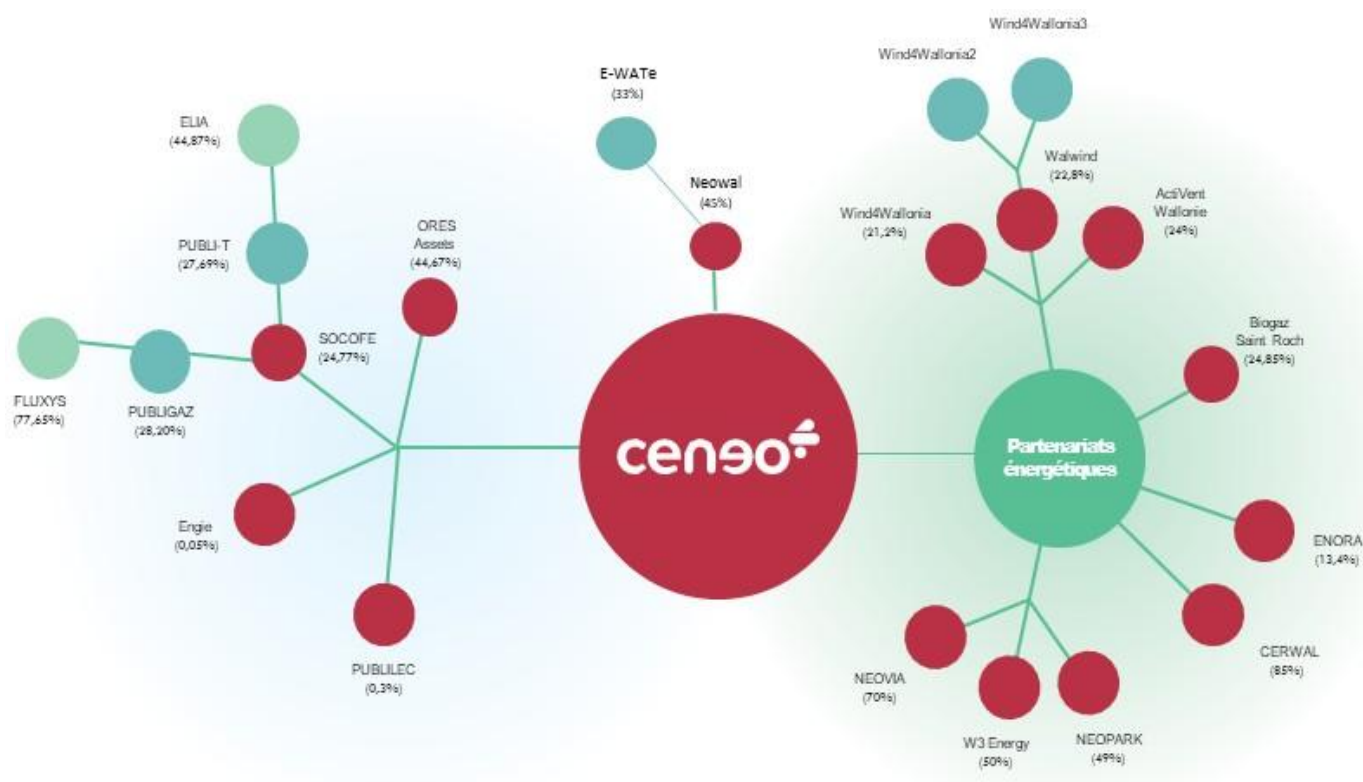 Wind4Wallonia3
Wind4Wallonia2
E-WATe
(33%)
ELIA
(44,87%)
Walwind
(22,8%)
Neowal
(45%)
ActiVent
Wallonie
(24%)
Wind4Wallonia
(21,2%)
ORES
Assets
(44,67%)
PUBLI-T
(27,69%)
SOCOFE
(24,77%)
Biogaz
Saint Roch
(24,85%)
FLUXYS
(77,65%)
PUBLIGAZ
(28,20%)
ceneo
Partenariats
énergétiques
Engie
(0,05%)
ENORA
(13,4%)
PUBLILEC
(0,3%)
CERWAL
(85%)
NEOVIA
(70%)
W3 Energy
(50%)
NEOPARK
(49%)